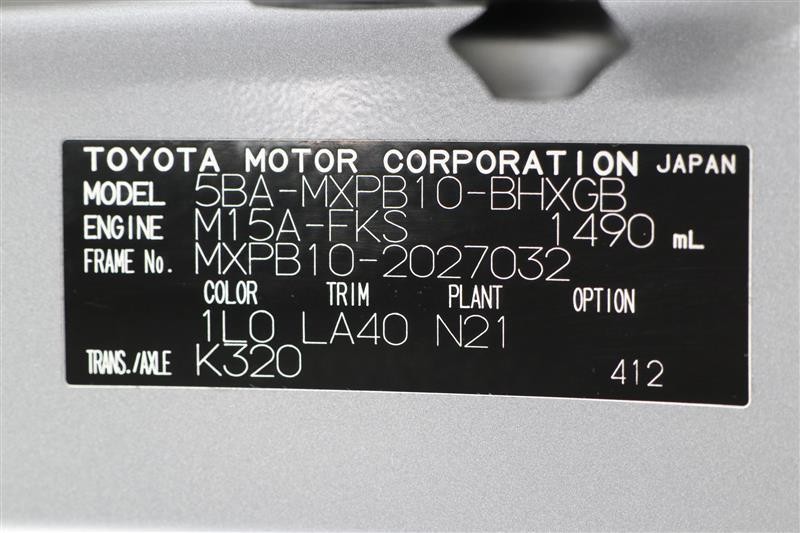 TOYOTA MOTOR CORPORATION JAPAN
MODEL 5BA-MXPB10-BHXGB
ENGINE M15A-FKS 1490 mL
FRAME No. MXPB10-2027032
COLOR TRIM PLANT OPTION
1L0 LA40 N21
TRANS./AXLE K320 412